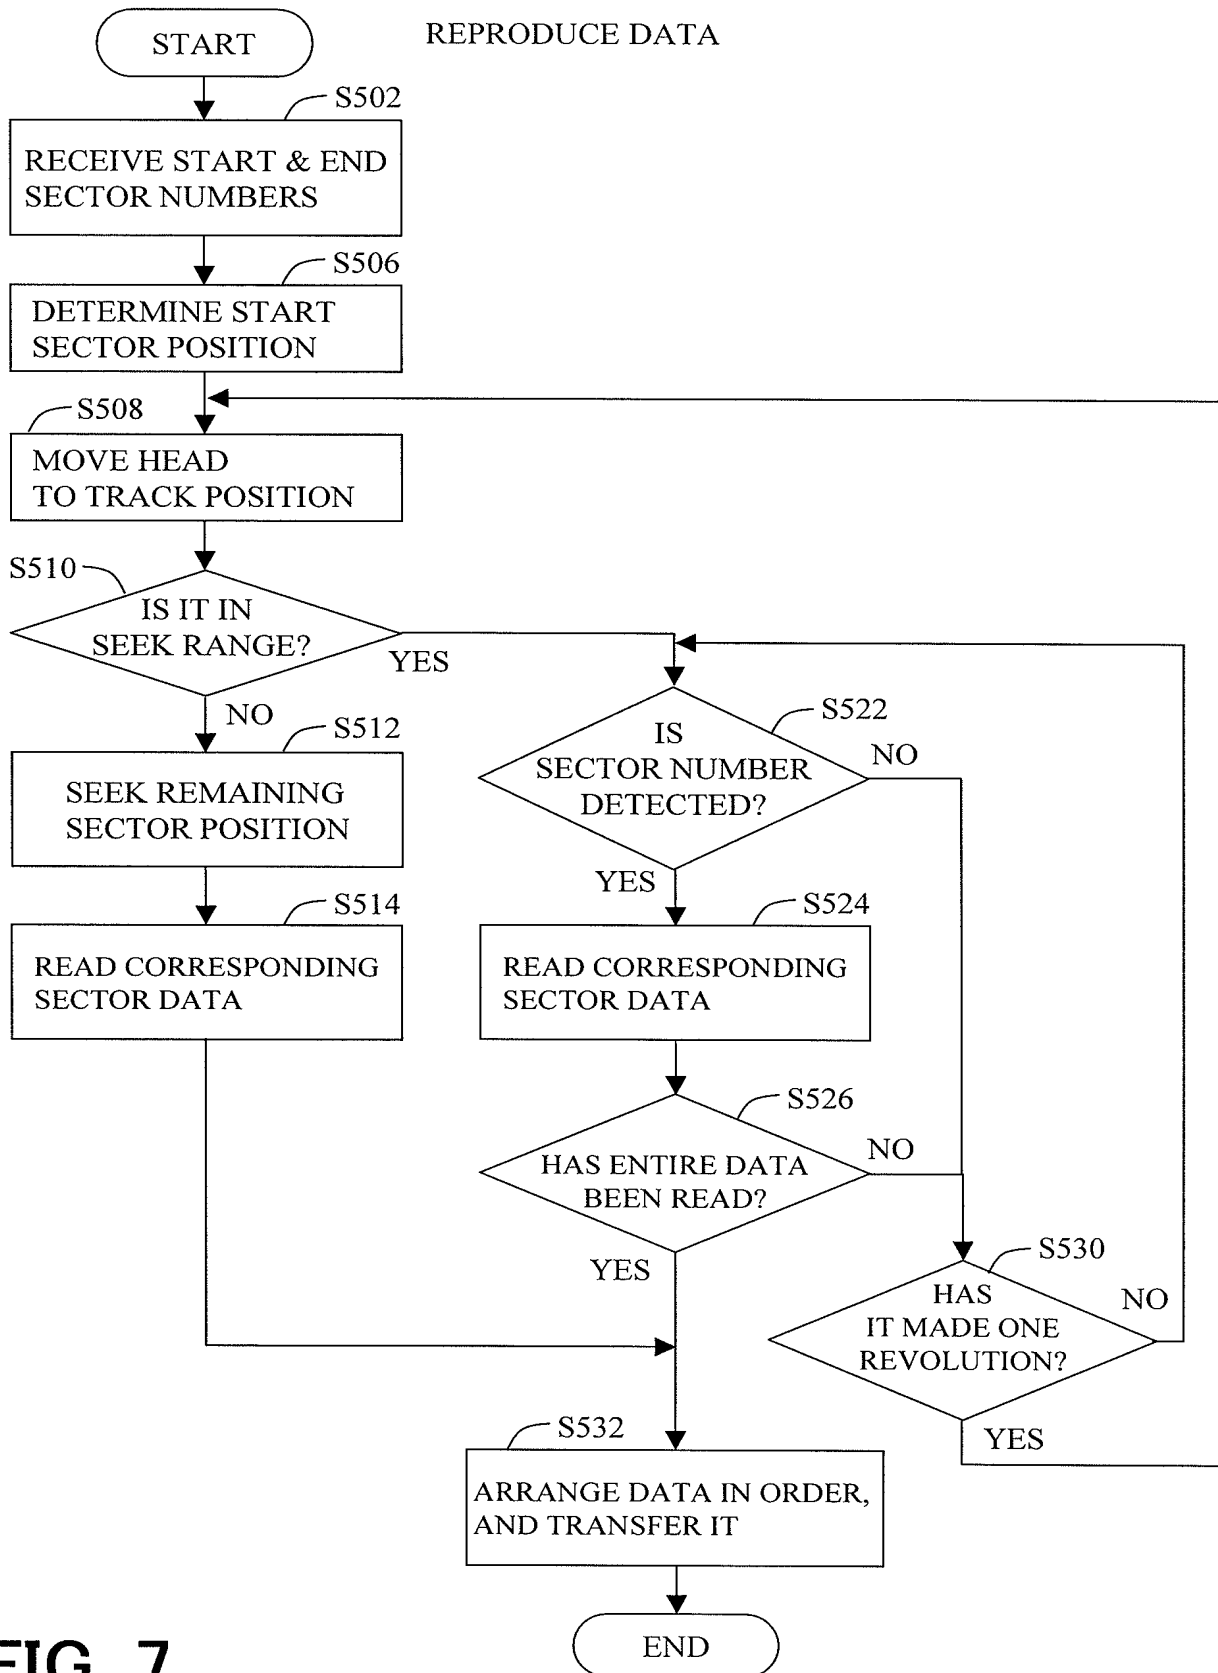 START
REPRODUCE DATA
S502
RECEIVE START & END
SECTOR NUMBERS
S506
DETERMINE START
SECTOR POSITION
S508
MOVE HEAD
TO TRACK POSITION
S510
IS IT IN
SEEK RANGE?
YES
NO
S512
SEEK REMAINING
SECTOR POSITION
S514
READ CORRESPONDING
SECTOR DATA
S522
IS
SECTOR NUMBER
DETECTED?
NO
YES
S524
READ CORRESPONDING
SECTOR DATA
S526
HAS ENTIRE DATA
BEEN READ?
NO
YES
S530
HAS
IT MADE ONE
REVOLUTION?
NO
YES
S532
ARRANGE DATA IN ORDER,
AND TRANSFER IT
END
FIG. 7